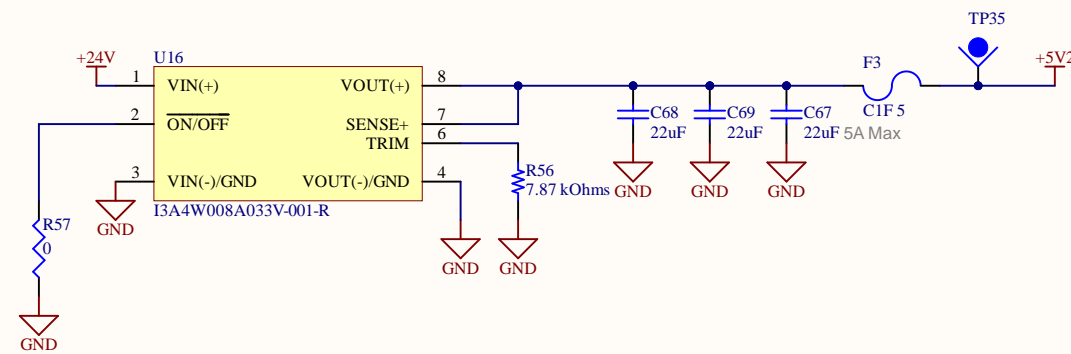 TP35
+24V
U16
F3
+5V2
1
VIN(+)
VOUT(+)
8
2
ON/OFF
SENSE+
7
TRIM
6
C68
22uF
C69
22uF
C67
22uF
C1F 5
5A Max
3
VIN(-)/GND
VOUT(-)/GND
4
R56
7.87 kOhms
GND
GND
GND
I3A4W008A033V-001-R
R57
0
GND
GND
GND
GND